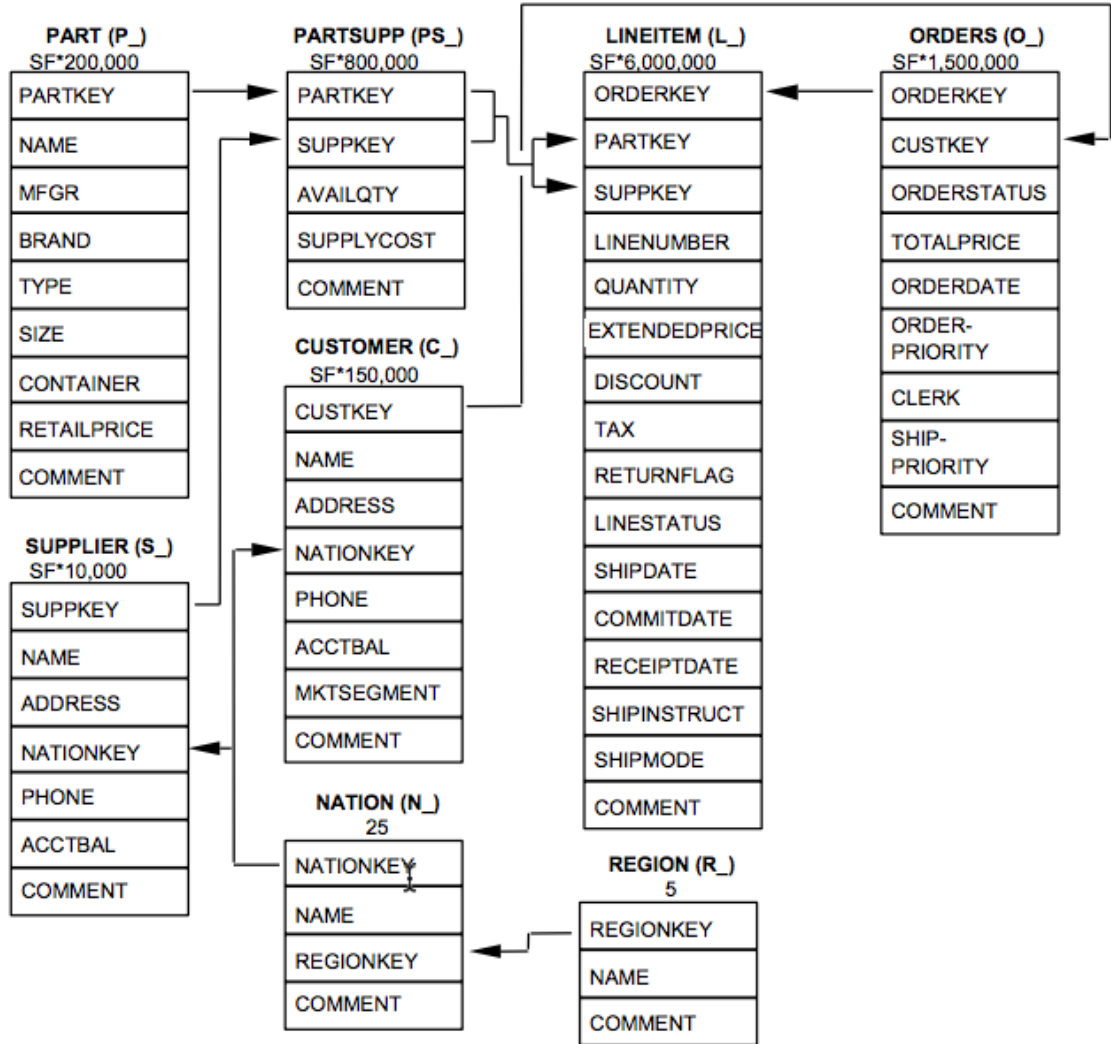 PART (P_)
SF*200,000
PARTKEY
NAME
MFGR
BRAND
TYPE
SIZE
CONTAINER
RETAILPRICE
COMMENT
SUPPLIER (S_)
SF*10,000
SUPPKEY
NAME
ADDRESS
NATIONKEY
PHONE
ACCTBAL
COMMENT
PARTSUPP (PS_)
SF*800,000
PARTKEY
SUPPKEY
AVAILQTY
SUPPLYCOST
COMMENT
CUSTOMER (C_)
SF*150,000
CUSTKEY
NAME
ADDRESS
NATIONKEY
PHONE
ACCTBAL
MKTSEGMENT
COMMENT
NATION (N_)
25
NATIONKEY
NAME
REGIONKEY
COMMENT
LINEITEM (L_)
SF*6,000,000
ORDERKEY
PARTKEY
SUPPKEY
LINENUMBER
QUANTITY
EXTENDEDPRICE
DISCOUNT
TAX
RETURNFLAG
LINESTATUS
SHIPDATE
COMMITDATE
RECEIPTDATE
SHIPINSTRUCT
SHIPMODE
COMMENT
REGION (R_)
5
REGIONKEY
NAME
COMMENT
ORDERS (O_)
SF*1,500,000
ORDERKEY
CUSTKEY
ORDERSTATUS
TOTALPRICE
ORDERDATE
ORDER-
PRIORITY
CLERK
SHIP-
PRIORITY
COMMENT